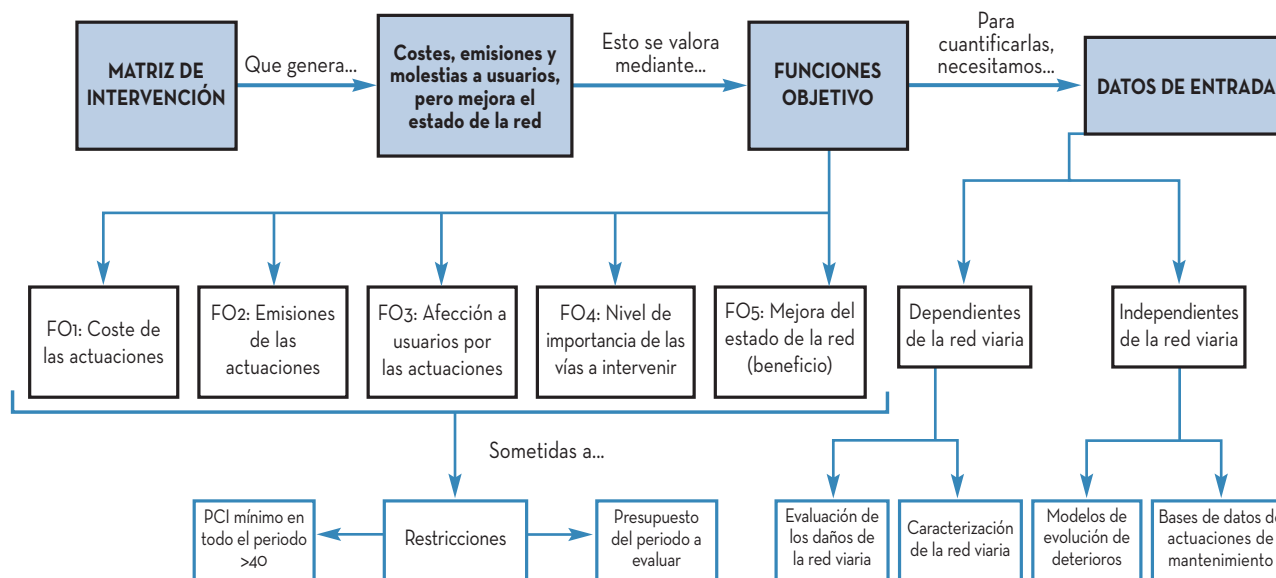 MATRIZ DE
INTERVENCIÓN
Que genera...
Costes, emisiones y
molestias a usuarios,
pero mejora el
estado de la red
Esto se valora
mediante...
FUNCIONES
OBJETIVO
Para
cuantificarlas,
necesitamos...
DATOS DE ENTRADA
FO1: Coste de
las actuaciones
FO2: Emisiones
de las
actuaciones
FO3: Afección a
usuarios por
las actuaciones
FO4: Nivel de
importancia de las
vías a intervenir
FO5: Mejora del
estado de la red
(beneficio)
Dependientes
de la red viaria
Independientes
de la red viaria
Sometidas a...
PCI mínimo en
todo el periodo
>40
Restricciones
Presupuesto
del periodo a
evaluar
Evaluación de
los daños de
la red viaria
Caracterización
de la red viaria
Modelos de
evolución de
deterioros
Bases de datos de
actuaciones de
mantenimiento